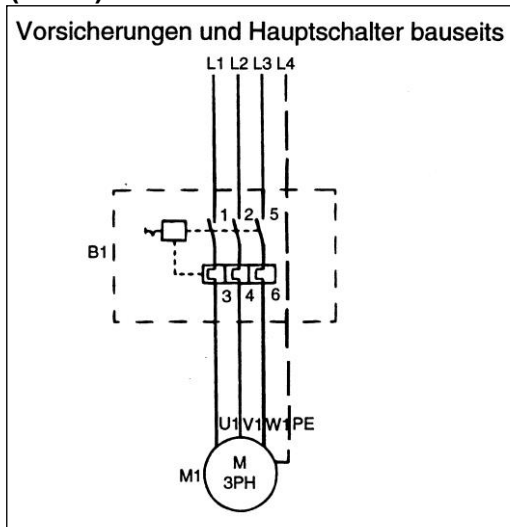 Vorsicherungen und Hauptschalter bauseits
L1 L2 L3 L4
1 2 5
B1
3 4 6
U1 V1 W1 PE
M1
M
3PH